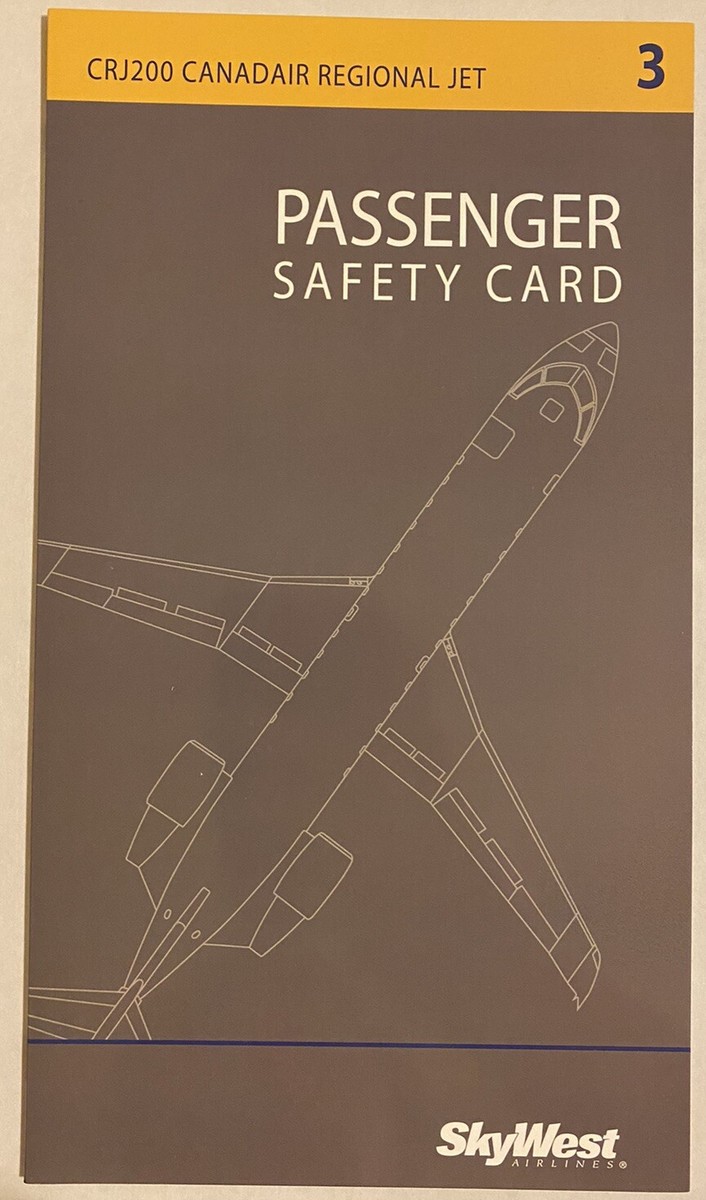 CRJ200 CANADAIR REGIONAL JET 3
PASSENGER
SAFETY CARD
SkyWest
AIRLINES®